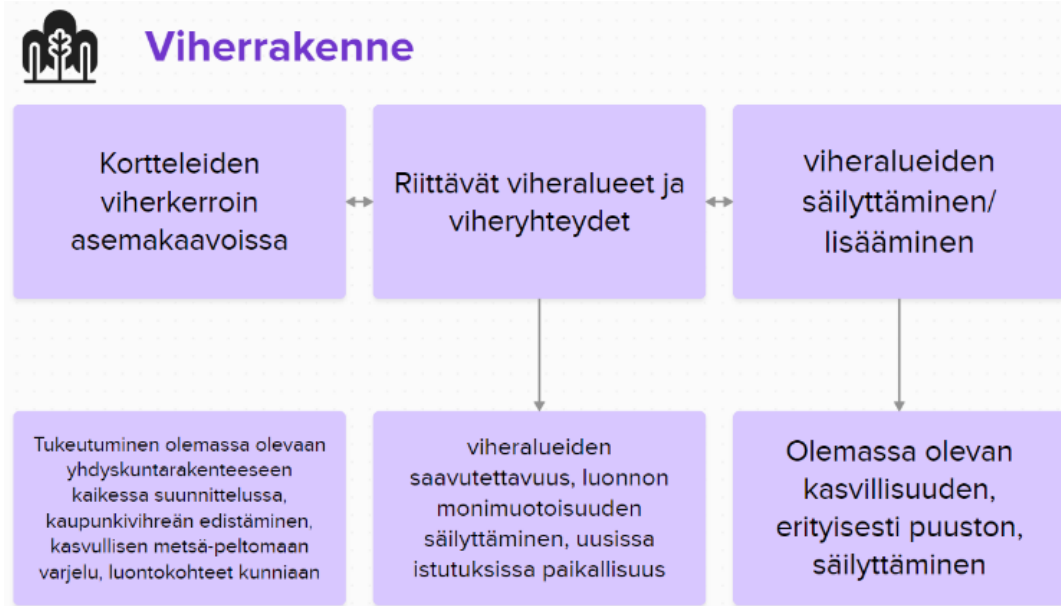 Viherrakenne
Kortteleiden
viherkerroin
asemakaavoissa
Riittävät viheralueet ja
viheryhteydet
viheralueiden
säilyttäminen/
lisääminen
Tukeutuminen olemassa olevaan
yhdyskuntarakenteeseen
kaikessa suunnittelussa,
kaupunkivihreän edistäminen,
kasvullisen metsä-peltomaan
varjelu, luontokohteet kunniaan
viheralueiden
saavutettavuus, luonnon
monimuotoisuuden
säilyttäminen, uusissa
istutuksissa paikallisuus
Olemassa olevan
kasvillisuuden,
erityisesti puuston,
säilyttäminen